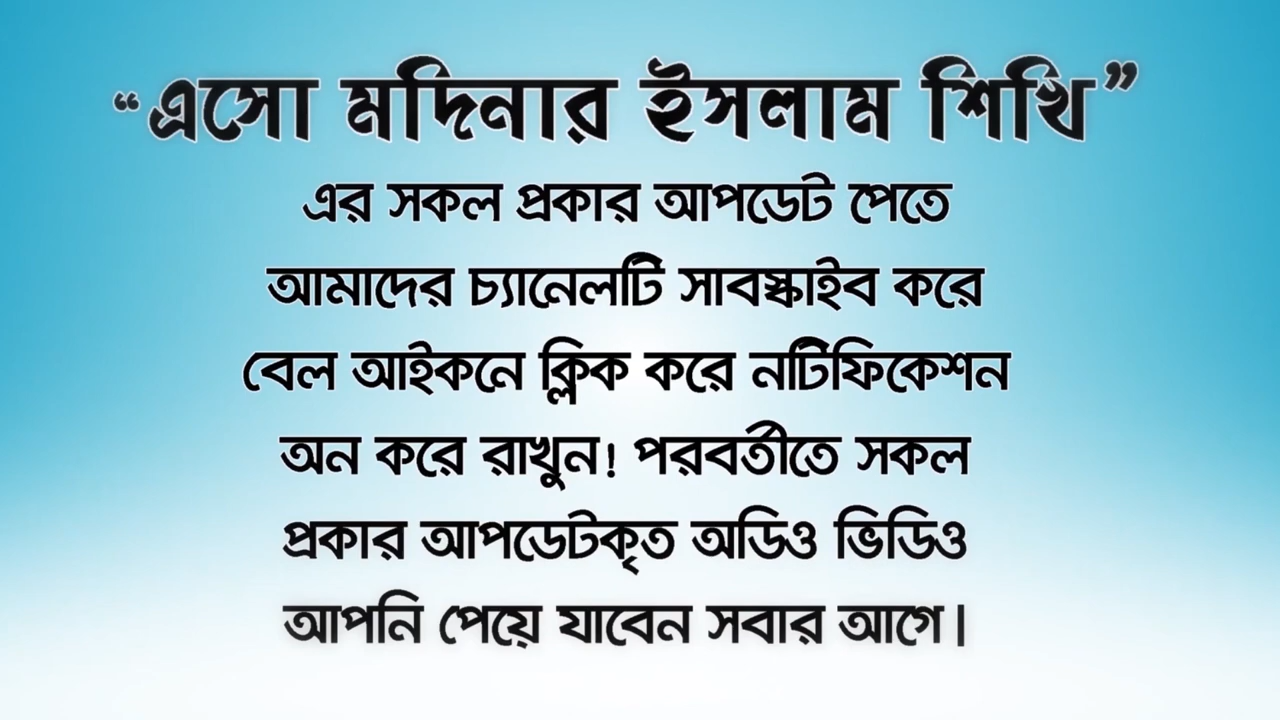 “এসো মদিনার ইসলাম শিখি”
এর সকল প্রকার আপডেট পেতে
আমাদের চ্যানেলটি সাবস্কাইব করে
বেল আইকনে ক্লিক করে নটিফিকেশন
অন করে রাখুন! পরবর্তীতে সকল
প্রকার আপডেটকৃত অডিও ভিডিও
আপনি পেয়ে যাবেন সবার আগে।